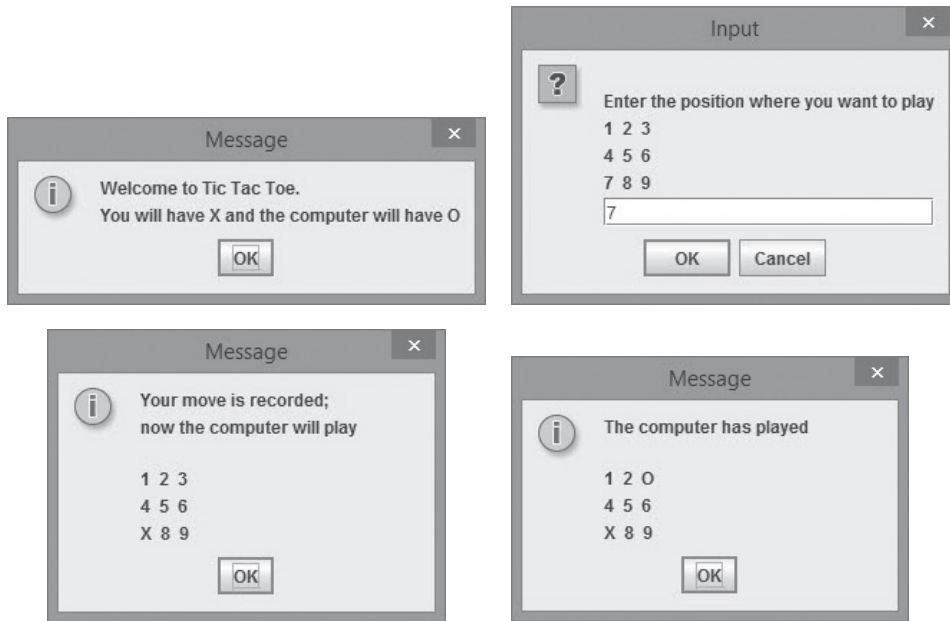 Message
Welcome to Tic Tac Toe.
You will have X and the computer will have O
OK
Input
Enter the position where you want to play
1 2 3
4 5 6
7 8 9
7
OK Cancel
Message
Your move is recorded;
now the computer will play
1 2 3
4 5 6
X 8 9
OK
Message
The computer has played
1 2 O
4 5 6
X 8 9
OK